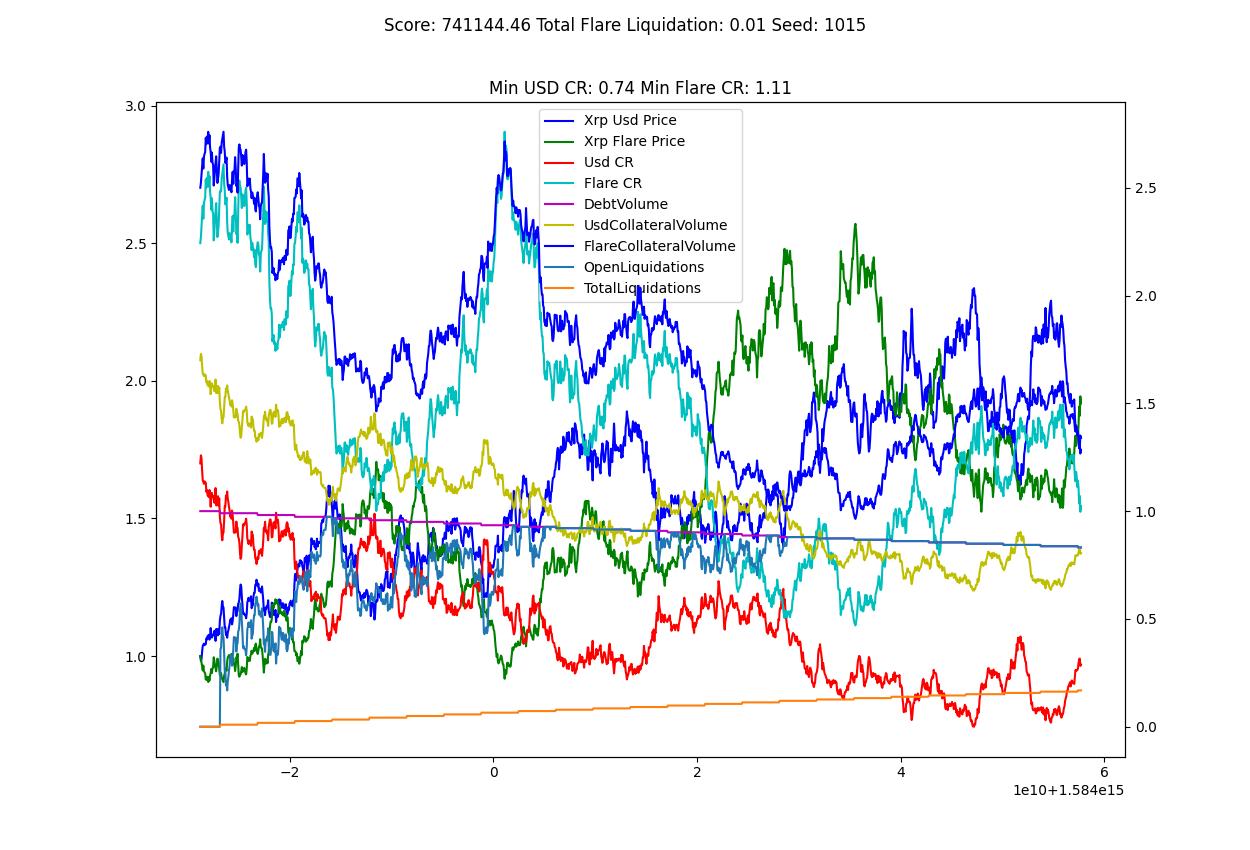 Score: 741144.46 Total Flare Liquidation: 0.01 Seed: 1015
Min USD CR: 0.74 Min Flare CR: 1.11
Xrp Usd Price
Xrp Flare Price
Usd CR
Flare CR
DebtVolume
UsdCollateralVolume
FlareCollateralVolume
OpenLiquidations
TotalLiquidations
3.0
2.5
2.0
1.5
1.0
2.5
2.0
1.5
1.0
0.5
0.0
−2 0 2 4 6
1e10+1.584e15